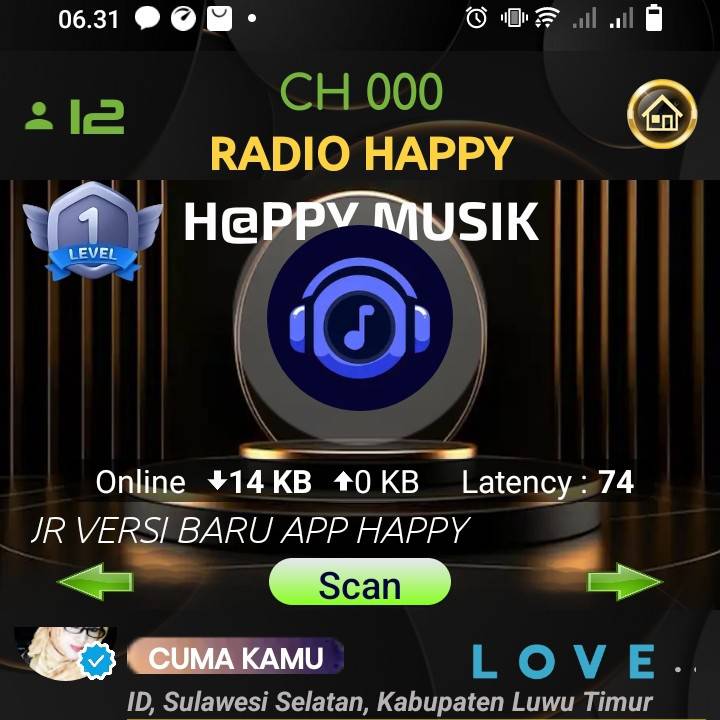 06.31
CH 000
12
RADIO HAPPY
H@PPY MUSIK
1
LEVEL
Online 14 KB 0 KB Latency : 74
JR VERSI BARU APP HAPPY
Scan
CUMA KAMU LOVE..
ID, Sulawesi Selatan, Kabupaten Luwu Timur